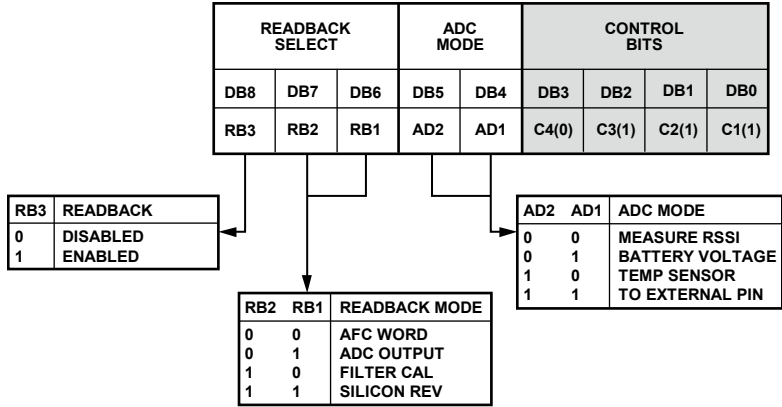 READBACK SELECT ADC MODE CONTROL BITS
DB8 DB7 DB6 DB5 DB4 DB3 DB2 DB1 DB0
RB3 RB2 RB1 AD2 AD1 C4(0) C3(1) C2(1) C1(1)
RB3 READBACK
0 DISABLED
1 ENABLED
AD2 AD1 ADC MODE
0 0 MEASURE RSSI
0 1 BATTERY VOLTAGE
1 0 TEMP SENSOR
1 1 TO EXTERNAL PIN
RB2 RB1 READBACK MODE
0 0 AFC WORD
0 1 ADC OUTPUT
1 0 FILTER CAL
1 1 SILICON REV